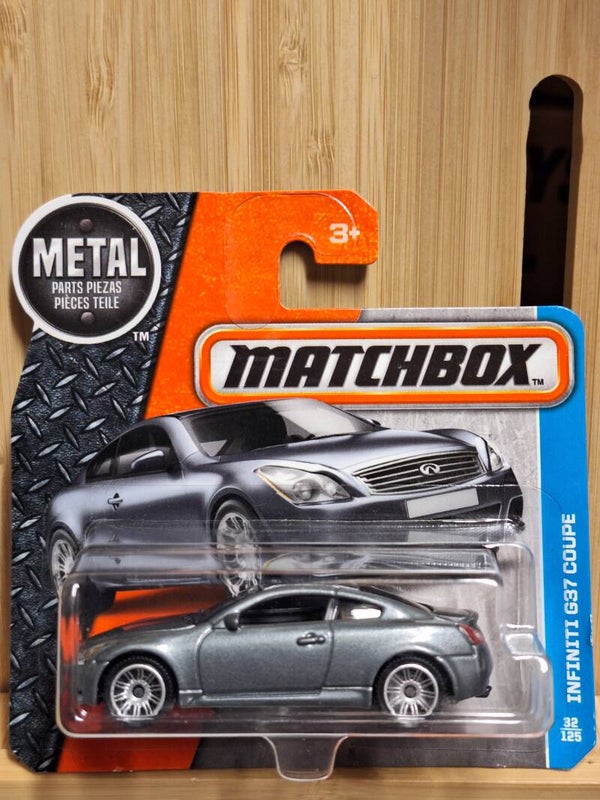 METAL
PARTS PIEZAS
PIÈCES TEILE
TM
3+
MATCHBOX TM
INFINITI G37 COUPE
32
125